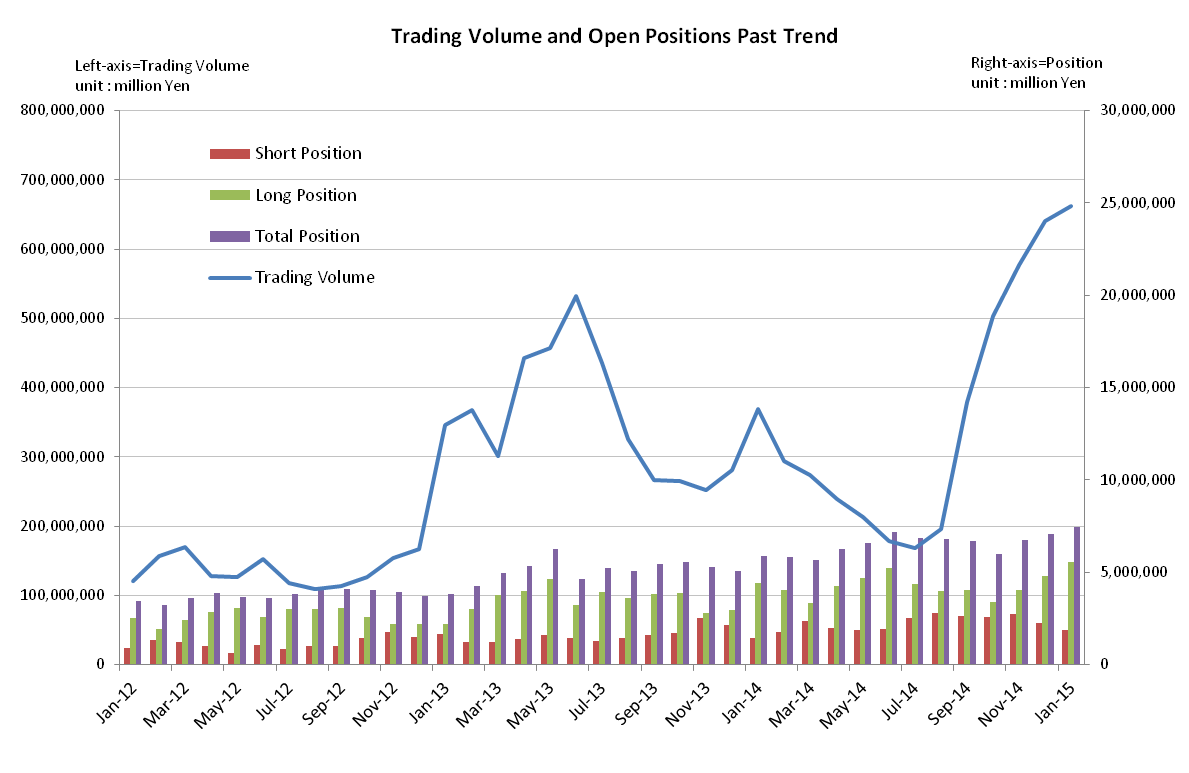 Trading Volume and Open Positions Past Trend
Left-axis=Trading Volume
unit : million Yen
Right-axis=Position
unit : million Yen
800,000,000
700,000,000
600,000,000
500,000,000
400,000,000
300,000,000
200,000,000
100,000,000
0
Short Position
Long Position
Total Position
Trading Volume
30,000,000
25,000,000
20,000,000
15,000,000
10,000,000
5,000,000
0
Jan-12
Mar-12
May-12
Jul-12
Sep-12
Nov-12
Jan-13
Mar-13
May-13
Jul-13
Sep-13
Nov-13
Jan-14
Mar-14
May-14
Jul-14
Sep-14
Nov-14
Jan-15